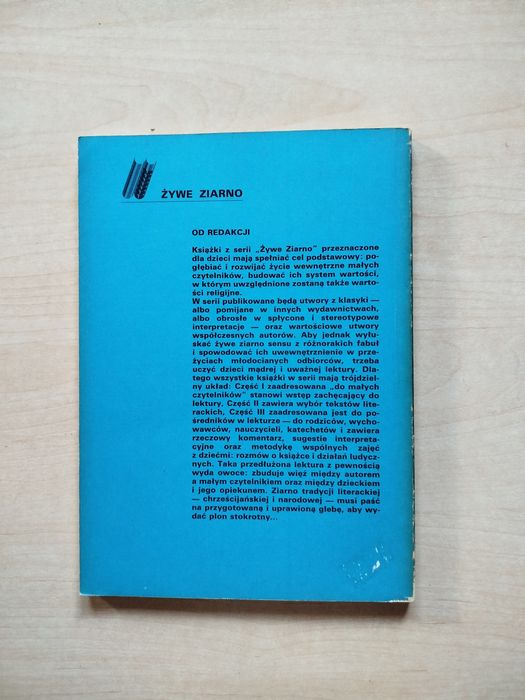 ŻYWE ZIARNO
OD REDAKCJI
Książki z serii „Żywe Ziarno” przeznaczone
dla dzieci mają spełniać cel podstawowy: po-
głębiać i rozwijać życie wewnętrzne małych
czytelników, budować ich system wartości,
w którym uwzględnione zostaną także warto-
ści religijne.
W serii publikowane będą utwory z klasyki —
albo pomijane w innych wydawnictwach,
albo obrosłe w spłycone i stereotypowe
interpretacje — oraz wartościowe utwory
współczesnych autorów. Aby jednak wyłu-
skać żywe ziarno sensu z różnorakich fabuł
i spowodować ich uwewnętrznienie w prze-
życiach młodocianych odbiorców, trzeba
uczyć dzieci mądrej i uważnej lektury. Dla-
tego wszystkie książki w serii mają trójdziel-
ny układ: Część I zaadresowana „do małych
czytelników” stanowi wstęp zachęcający do
lektury, Część II zawiera wybór tekstów lite-
rackich, Część III zaadresowana jest do po-
średników w lekturze — do rodziców, wycho-
wawców, nauczycieli, katechetów i zawiera
rzeczowy komentarz, sugestie interpreta-
cyjne oraz metodykę wspólnych zajęć
z dziećmi: rozmów o książce i działań ludycz-
nych. Taka przedłużona lektura z pewnością
wyda owoce: zbuduje więź między autorem
a małym czytelnikiem oraz między dzieckiem
i jego opiekunem. Ziarno tradycji literackiej
— chrześcijańskiej i narodowej — musi paść
na przygotowaną i uprawioną glebę, aby wy-
dać plon stokrotny...